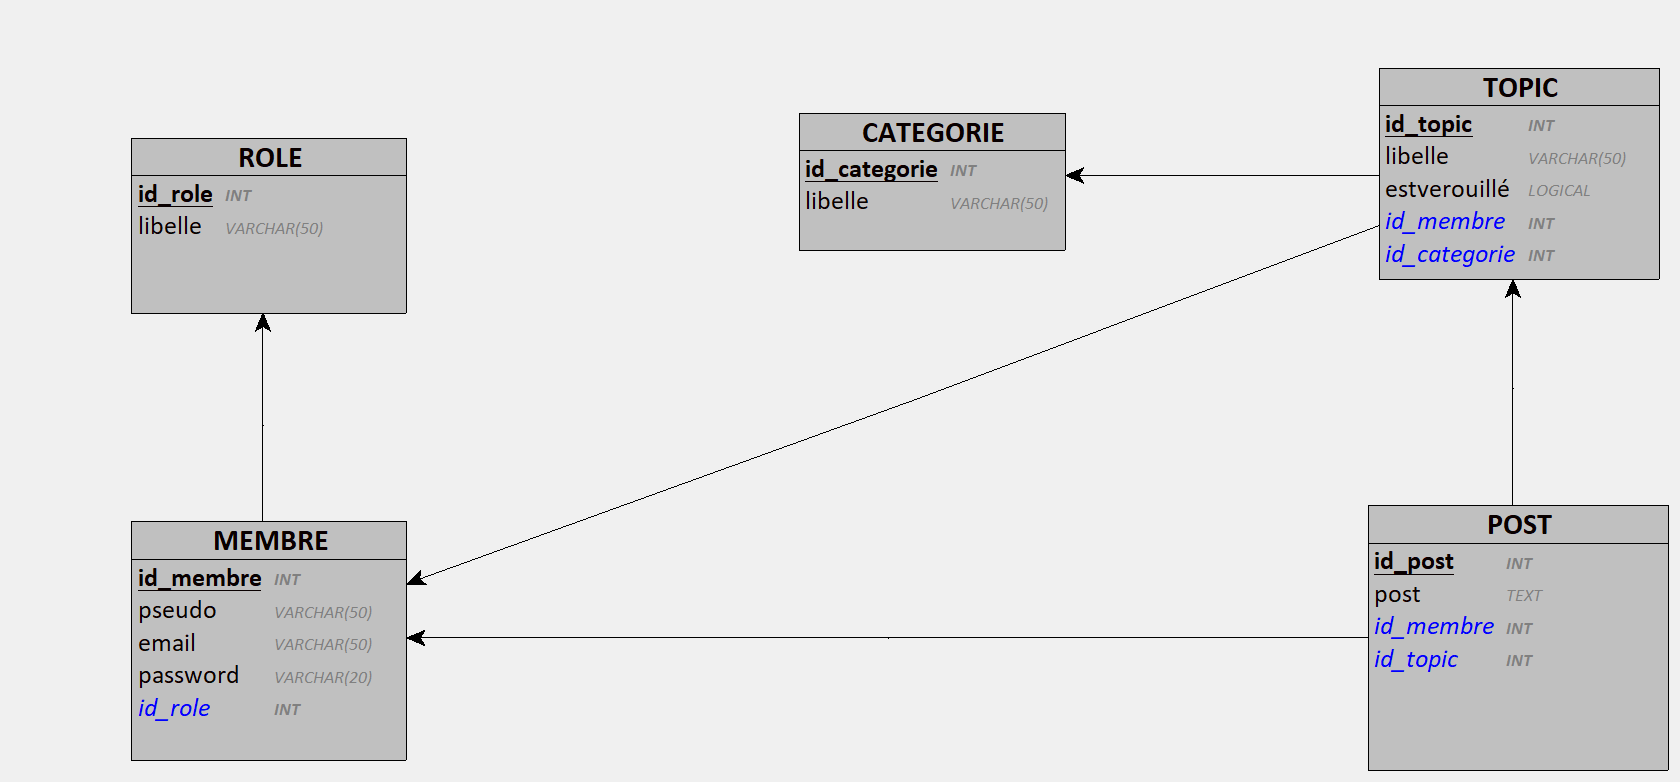 ROLE
id_role INT
libelle VARCHAR(50)
CATEGORIE
id_categorie INT
libelle VARCHAR(50)
TOPIC
id_topic INT
libelle VARCHAR(50)
estverouillé LOGICAL
id_membre INT
id_categorie INT
MEMBRE
id_membre INT
pseudo VARCHAR(50)
email VARCHAR(50)
password VARCHAR(20)
id_role INT
POST
id_post INT
post TEXT
id_membre INT
id_topic INT